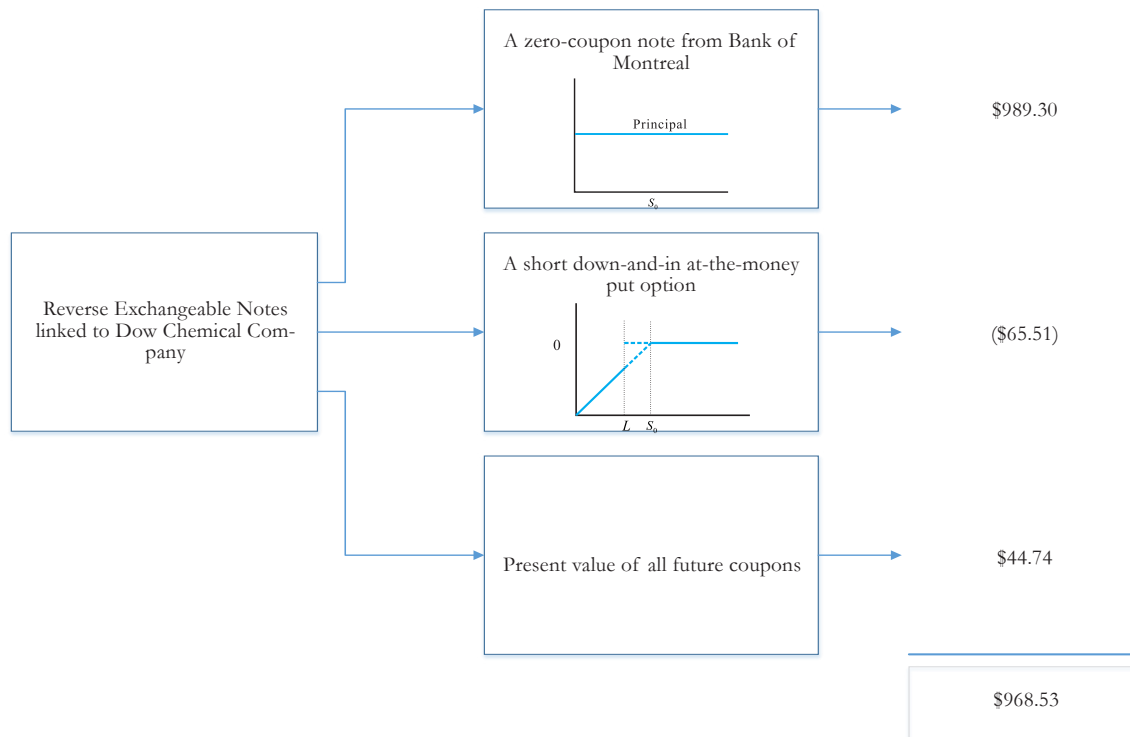 A zero-coupon note from Bank of
Montreal
Principal
S₀
$989.30
Reverse Exchangeable Notes
linked to Dow Chemical Com-
pany
A short down-and-in at-the-money
put option
0
L S₀
($65.51)
Present value of all future coupons
$44.74
$968.53